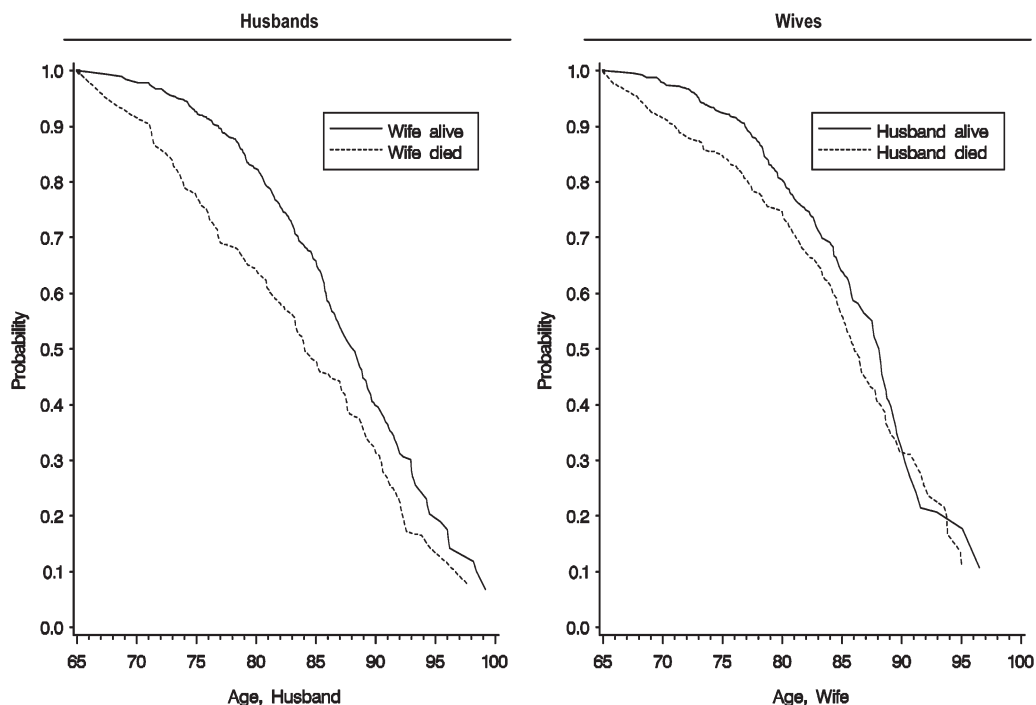 Husbands
Wives
1.0
0.9
0.8
0.7
0.6
0.5
0.4
0.3
0.2
0.1
0.0
Probability
Wife alive
Wife died
65 70 75 80 85 90 95 100
Age, Husband
1.0
0.9
0.8
0.7
0.6
0.5
0.4
0.3
0.2
0.1
0.0
Probability
Husband alive
Husband died
65 70 75 80 85 90 95 100
Age, Wife